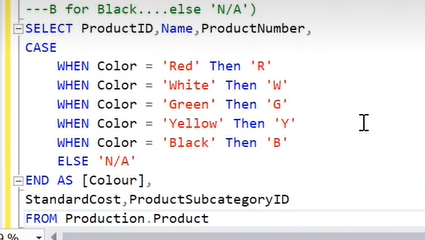 ---B for Black....else 'N/A')
SELECT ProductID,Name,ProductNumber,
CASE
WHEN Color = 'Red' Then 'R'
WHEN Color = 'White' Then 'W'
WHEN Color = 'Green' Then 'G'
WHEN Color = 'Yellow' Then 'Y'
WHEN Color = 'Black' Then 'B'
ELSE 'N/A'
END AS [Colour],
StandardCost,ProductSubcategoryID
FROM Production.Product